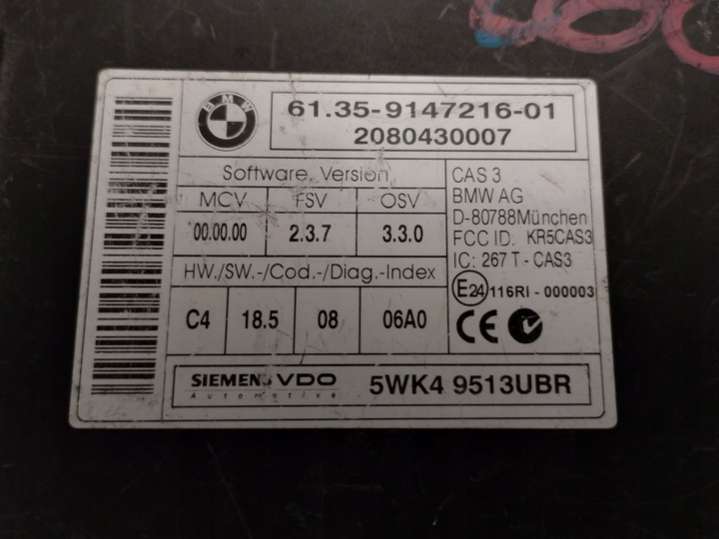 BMW
61.35-9147216-01
2080430007
Software Version
MCV FSV OSV
00.00.00 2.3.7 3.3.0
HW./SW.-/Cod.-/Diag.-Index
C4 18.5 08 06A0
CAS 3
BMW AG
D-80788München
FCC ID: KR5CAS3
IC: 267 T - CAS3
E24 116RI - 000003
CE
SIEMENS VDO
Automotive
5WK4 9513UBR